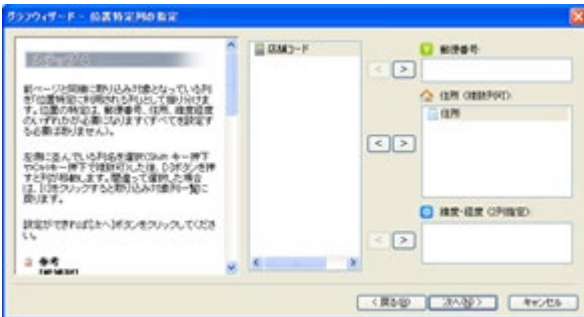 グラフウィザード - 位置特定列の指定
前ページと同様に取り込み対象となっている列
を「位置特定に利用される列」として振り分けま
す。位置の特定は、郵便番号、住所、緯度経度
のいずれかが必要になります(すべてを設定す
る必要はありません)。
左側に並んでいる列名を選択(Shift キー押下
やCtrlキー押下で複数可)した後、[>]ボタンを押
すと列が移動します。間違って選択した場合
は、[<]をクリックすると取り込み対象列一覧に
戻ります。
設定ができれば[次へ]ボタンをクリックしてくださ
い。
参考
店舗コード
郵便番号
住所 (複数列可)
住所
緯度・経度 (2列指定)
< >
< >
< >
< 戻る(B)
次へ(N) >
キャンセル